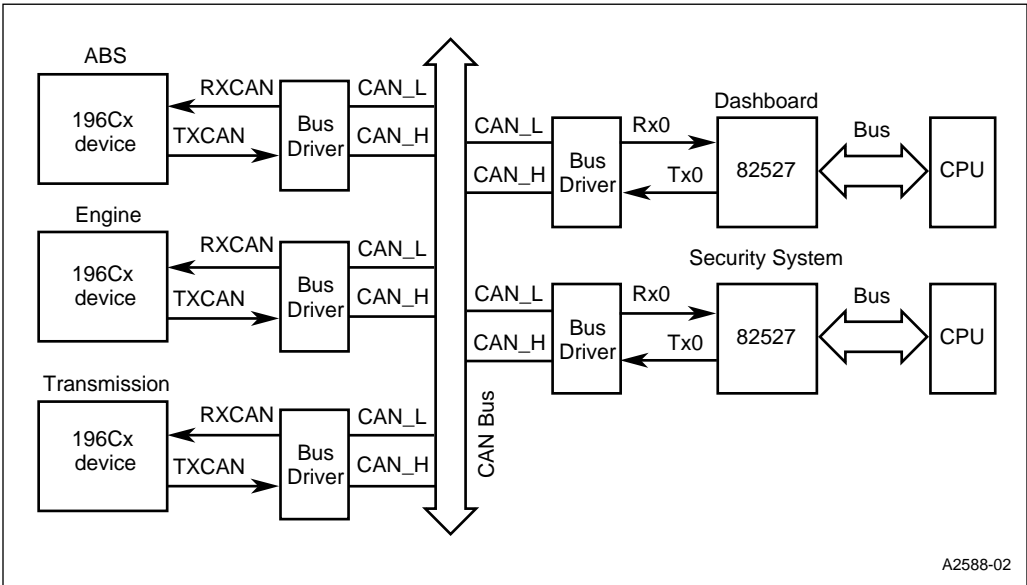 ABS
196Cx
device
RXCAN
TXCAN
Bus
Driver
CAN_L
CAN_H
Engine
196Cx
device
RXCAN
TXCAN
Bus
Driver
CAN_L
CAN_H
Transmission
196Cx
device
RXCAN
TXCAN
Bus
Driver
CAN_L
CAN_H
CAN Bus
CAN_L
CAN_H
Bus
Driver
Rx0
Tx0
Dashboard
82527
Bus
CPU
CAN_L
CAN_H
Bus
Driver
Rx0
Tx0
Security System
82527
Bus
CPU
A2588-02